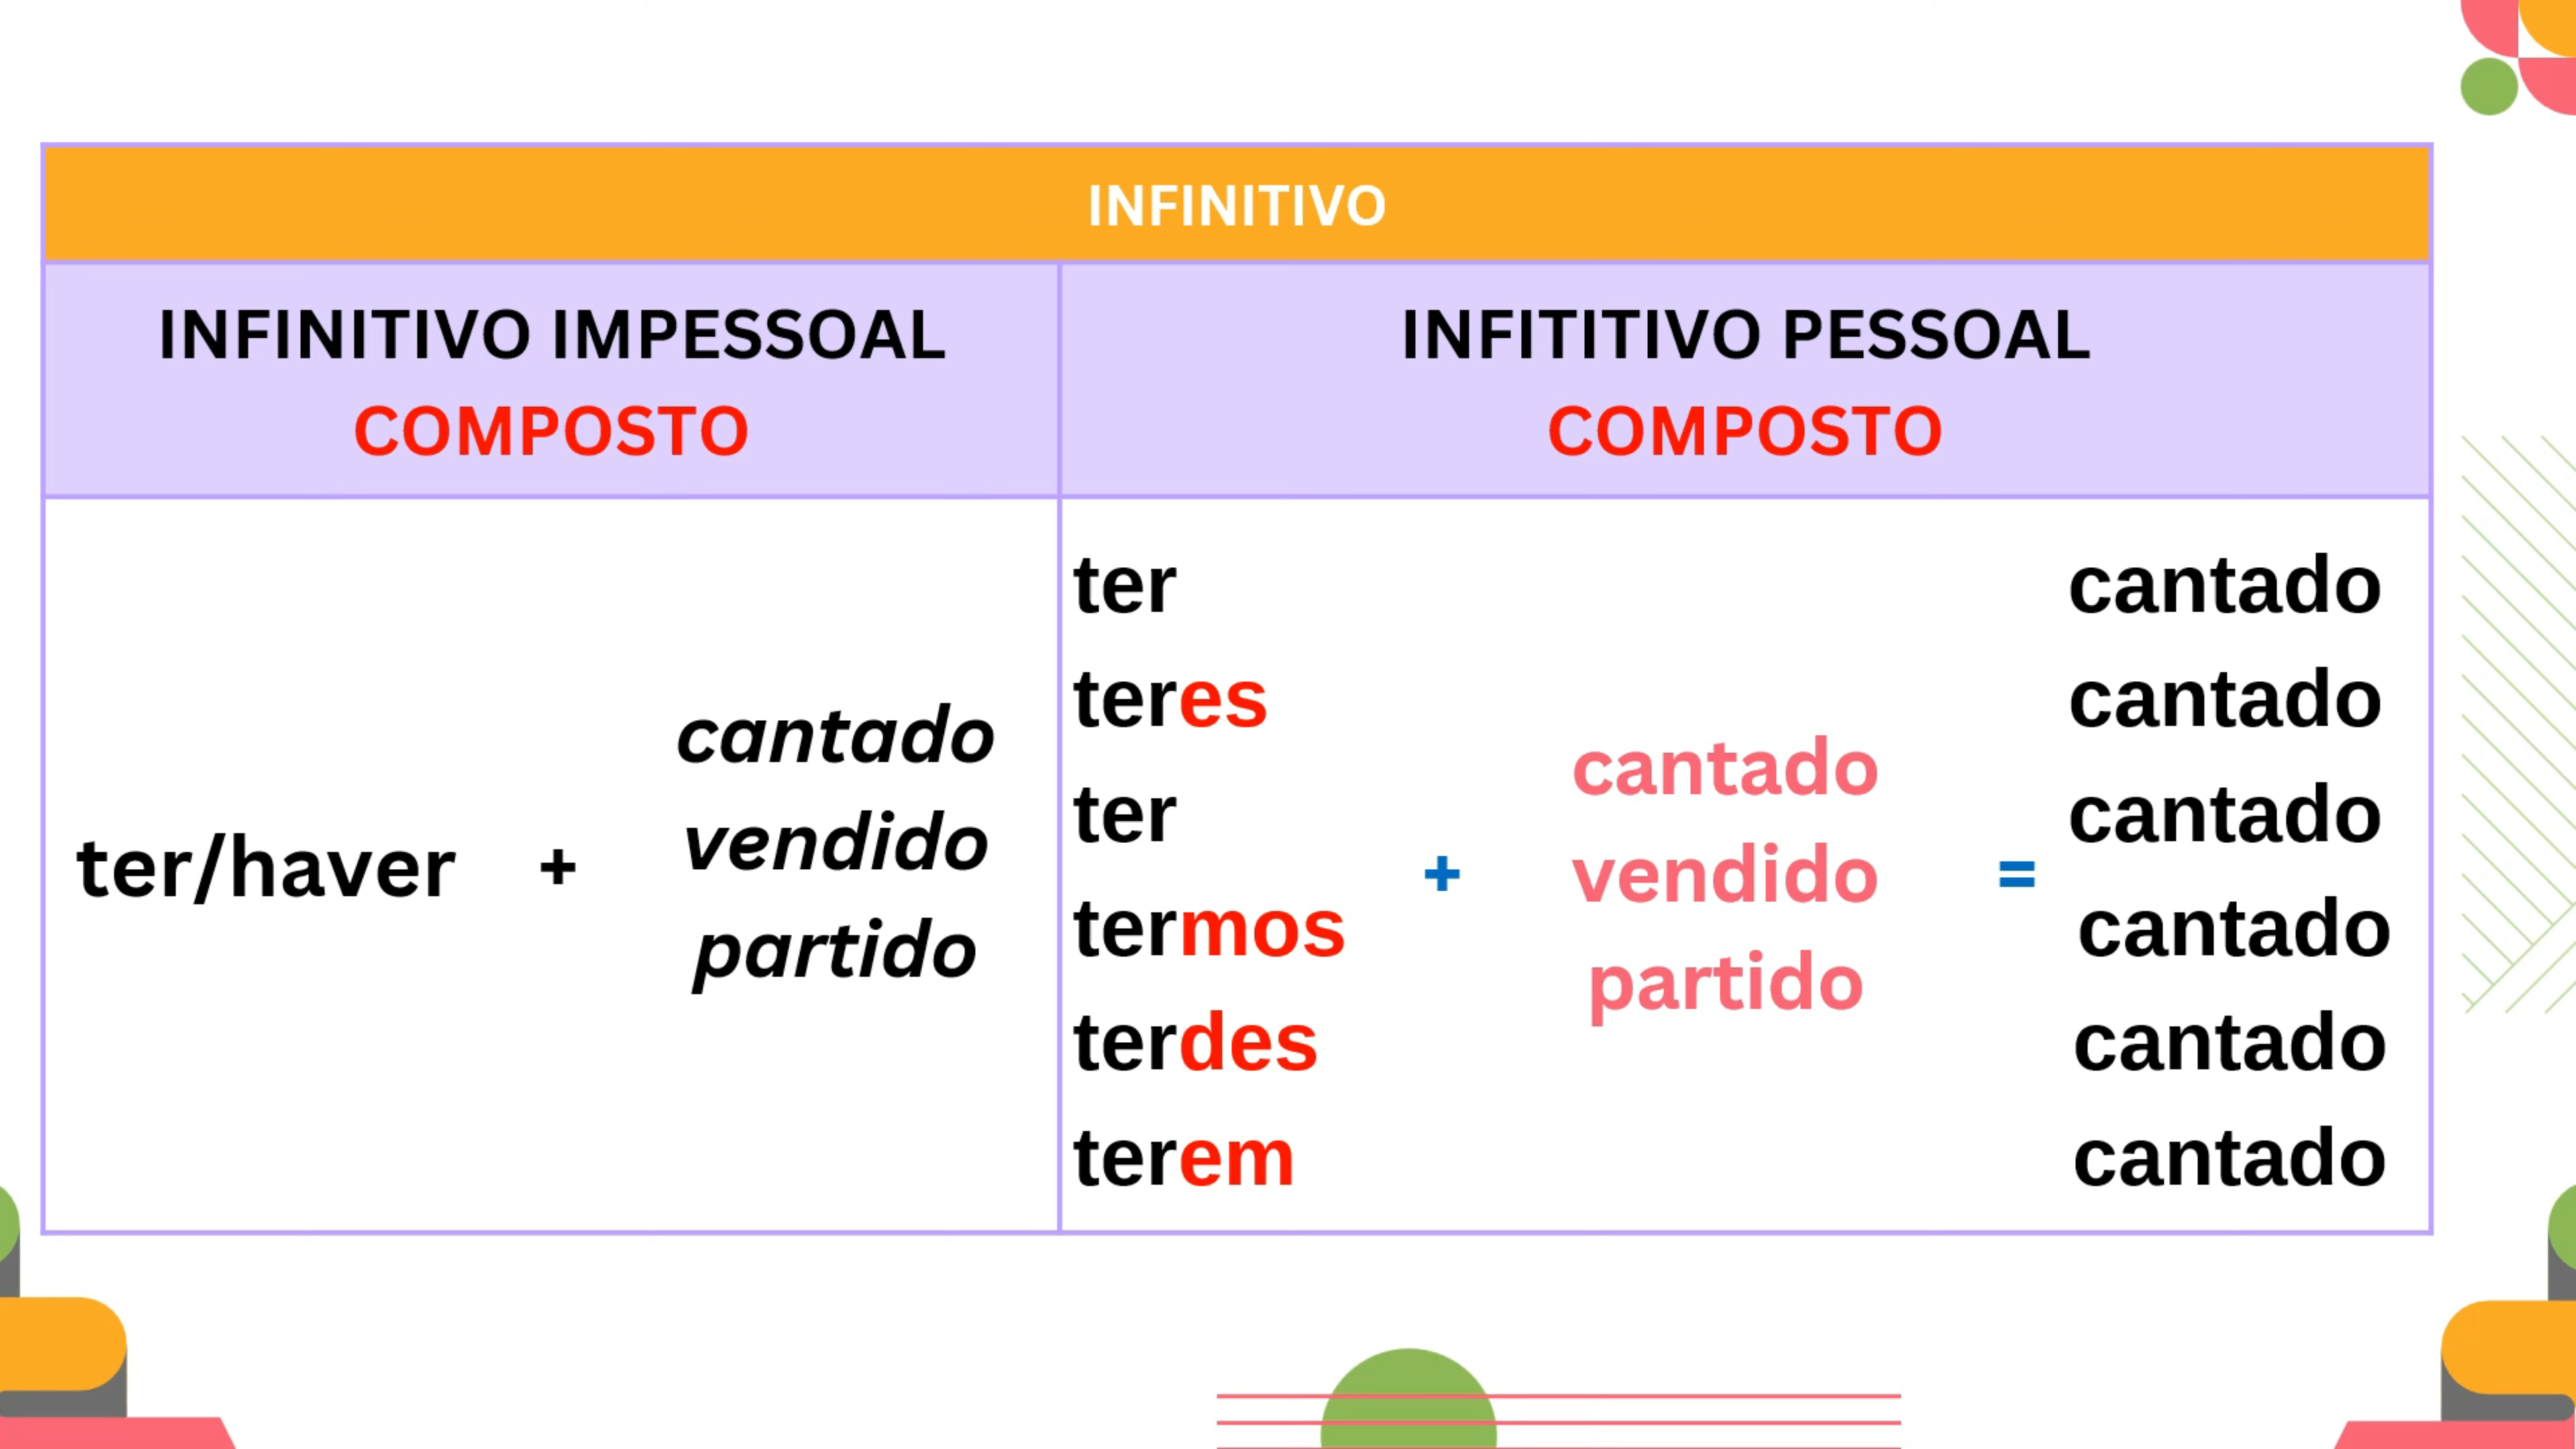 INFINITIVO
INFINITIVO IMPESSOAL
COMPOSTO
INFITITIVO PESSOAL
COMPOSTO
ter/haver +
cantado
vendido
partido
ter
teres
ter
termos
terdes
terem
+
cantado
vendido
partido
=
cantado
cantado
cantado
cantado
cantado
cantado